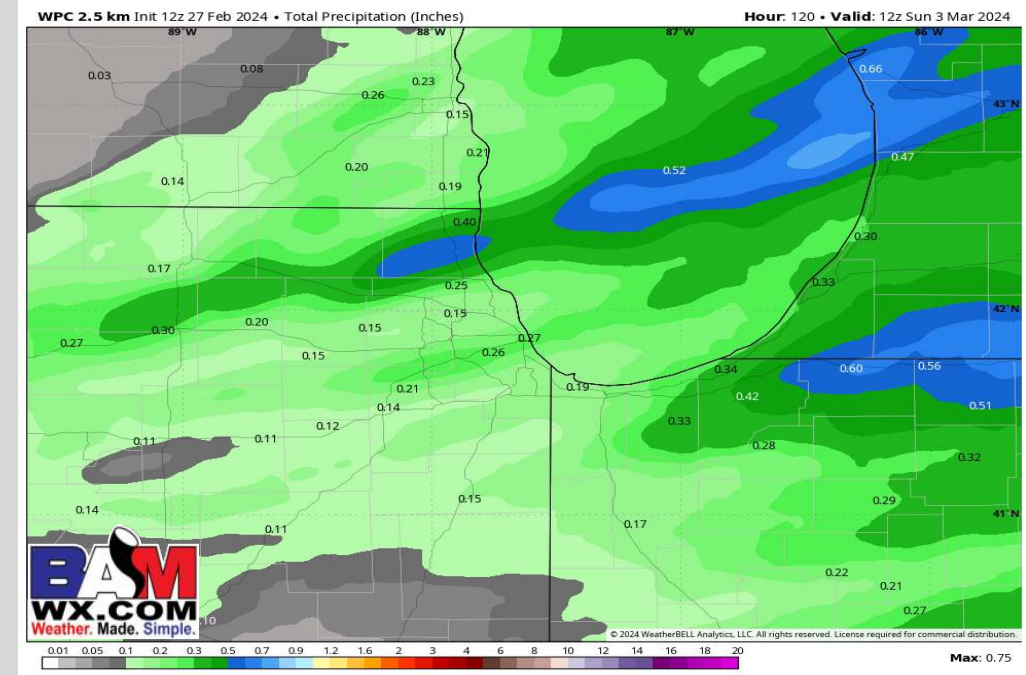 WPC 2.5 km Init 12z 27 Feb 2024 • Total Precipitation (Inches) Hour: 120 • Valid: 12z Sun 3 Mar 2024
89°W 88°W 87°W 86°W
0.03 0.08 0.23 0.66
0.26 43°N
0.15
0.21 0.47
0.14 0.20 0.19 0.52
0.40 0.30
0.17 0.25 0.33
0.30 0.20 0.15 0.15 42°N
0.27 0.15 0.26 0.27
0.21 0.19 0.34 0.60 0.56
0.14 0.42 0.51
0.11 0.11 0.12 0.33 0.28 0.32
0.14 0.15 0.29 41°N
0.11 0.17
0.22 0.21
0.27
BAM
WX.COM
Weather. Made. Simple.
.10
© 2024 WeatherBELL Analytics, LLC. All rights reserved. License required for commercial distribution.
0.01 0.05 0.1 0.2 0.3 0.5 0.7 0.9 1.2 1.6 2 3 4 6 8 10 12 14 16 18 20 Max: 0.75